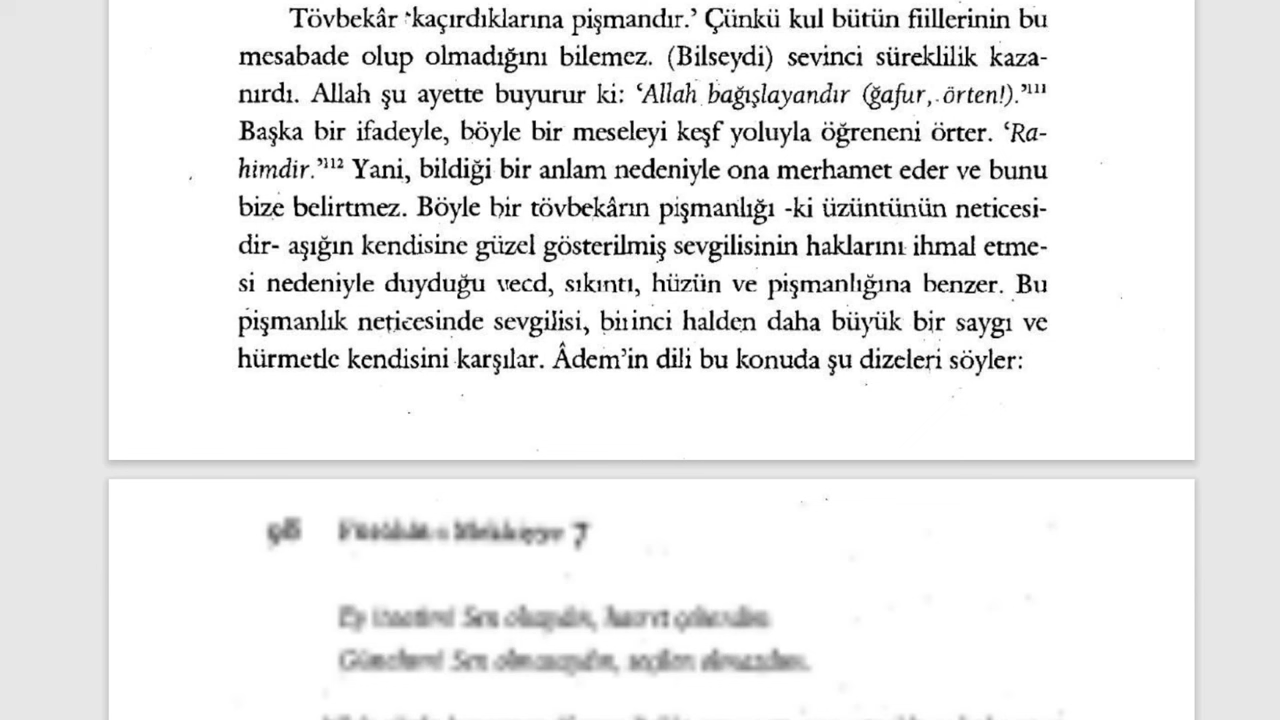 Tövbekâr ‘kaçırdıklarına pişmandır.’ Çünkü kul bütün fiillerinin bu
mesabade olup olmadığını bilemez. (Bilseydi) sevinci süreklilik kaza-
nırdı. Allah şu ayette buyurur ki: ‘Allah bağışlayandır (ğafur, örten!).’¹¹¹
Başka bir ifadeyle, böyle bir meseleyi keşf yoluyla öğreneni örter. ‘Ra-
himdir.’¹¹² Yani, bildiği bir anlam nedeniyle ona merhamet eder ve bunu
bize belirtmez. Böyle bir tövbekârın pişmanlığı -ki üzüntünün neticesi-
dir- aşığın kendisine güzel gösterilmiş sevgilisinin haklarını ihmal etme-
si nedeniyle duyduğu vecd, sıkıntı, hüzün ve pişmanlığına benzer. Bu
pişmanlık neticesinde sevgilisi, birinci halden daha büyük bir saygı ve
hürmetle kendisini karşılar. Âdem’in dili bu konuda şu dizeleri söyler:
98 7
Sen
Sen